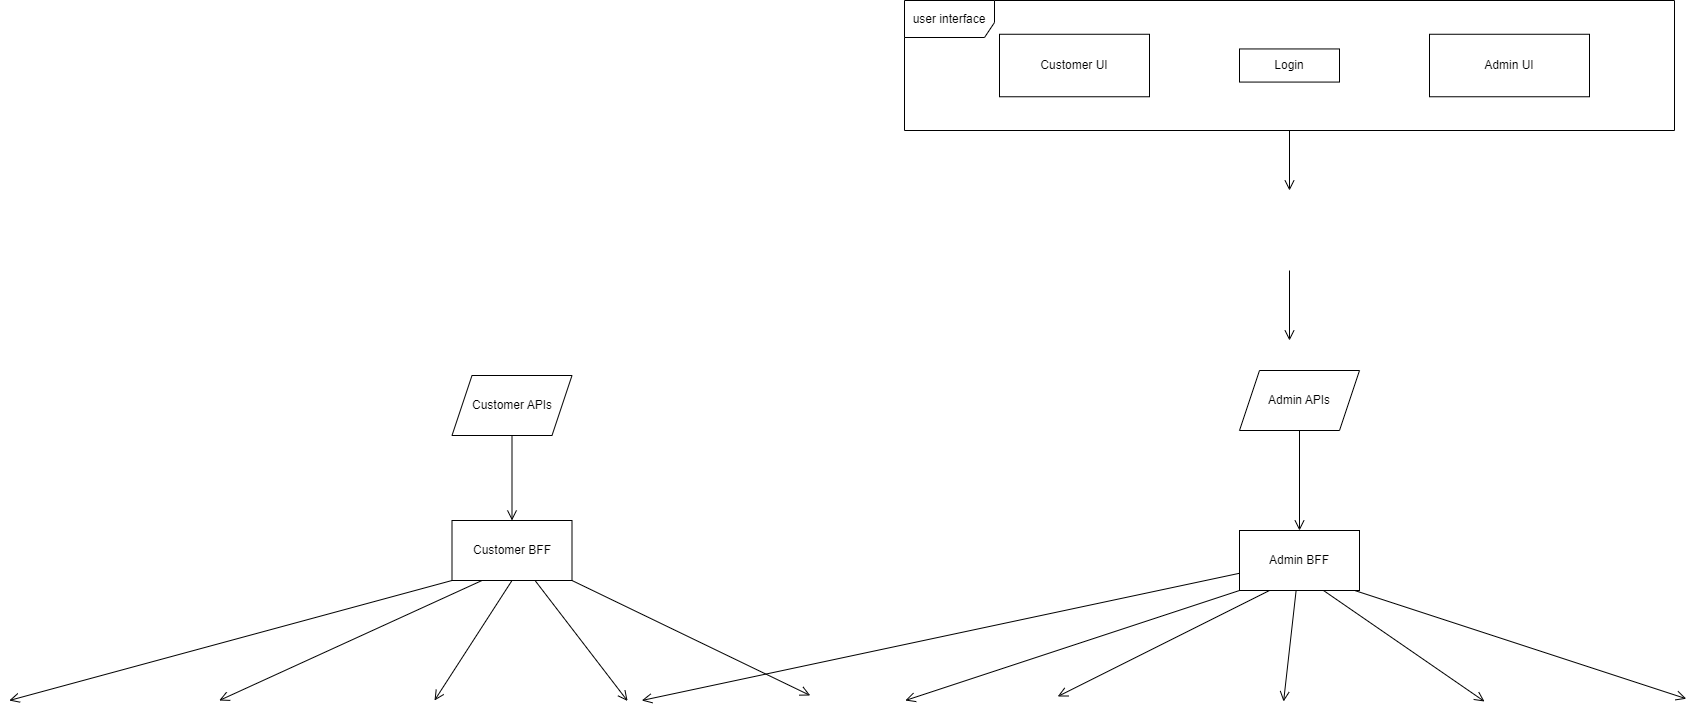 user interface
Customer UI
Login
Admin UI
Customer APIs
Admin APIs
Customer BFF
Admin BFF